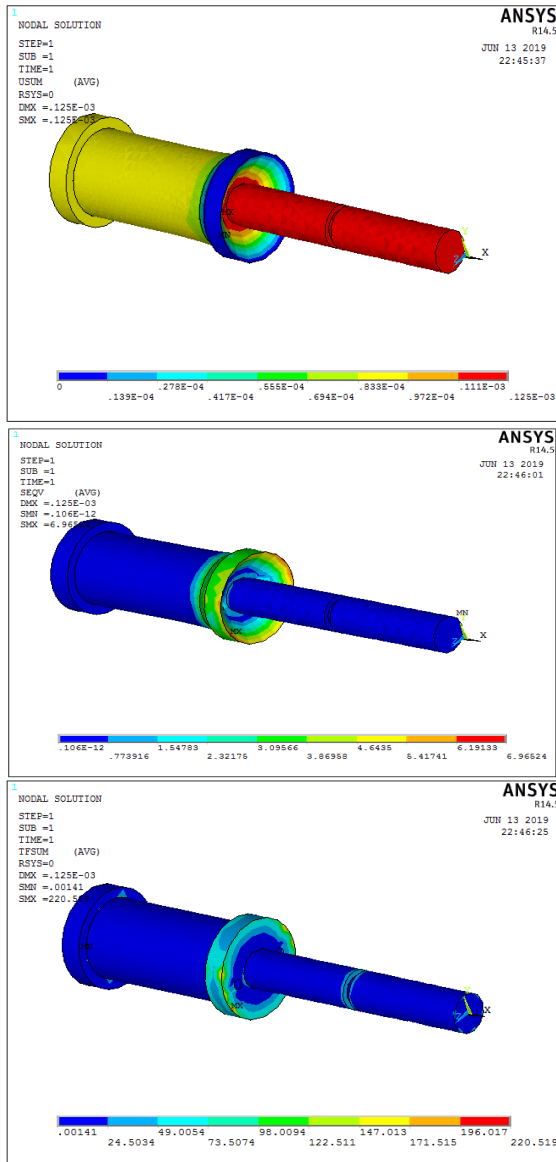 1
NODAL SOLUTION
ANSYS
R14.5
STEP=1
SUB =1
TIME=1
USUM (AVG)
RSYS=0
DMX =.125E-03
SMX =.125E-03
JUN 13 2019
22:45:37
MX
MN
Y
Z X
0 .278E-04 .555E-04 .833E-04 .111E-03
.139E-04 .417E-04 .694E-04 .972E-04 .125E-03
1
NODAL SOLUTION
ANSYS
R14.5
STEP=1
SUB =1
TIME=1
SEQV (AVG)
DMX =.125E-03
SMN =.106E-12
JUN 13 2019
22:46:01
MN
Y
Z X
MX
.106E-12 1.54783 3.09566 4.6435 6.19133
.773916 2.32175 3.86958 5.41741 6.96524
1
NODAL SOLUTION
ANSYS
R14.5
STEP=1
SUB =1
TIME=1
TFSUM (AVG)
RSYS=0
DMX =.125E-03
SMN =.00141
JUN 13 2019
22:46:25
MX
X
.00141 49.0054 98.0094 147.013 196.017
24.5034 73.5074 122.511 171.515 220.519